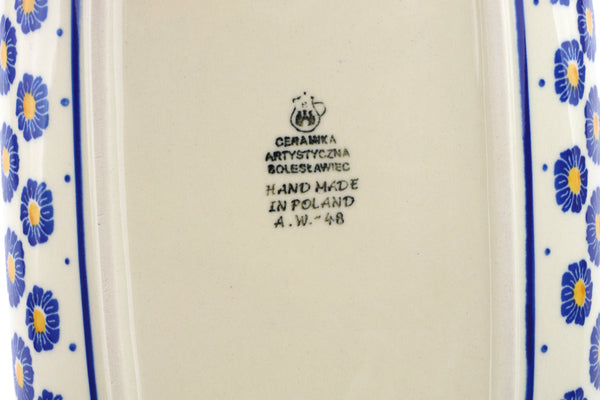 CERAMIKA
ARTYSTYCZNA
BOLESŁAWIEC
HAND MADE
IN POLAND
A.W.-48